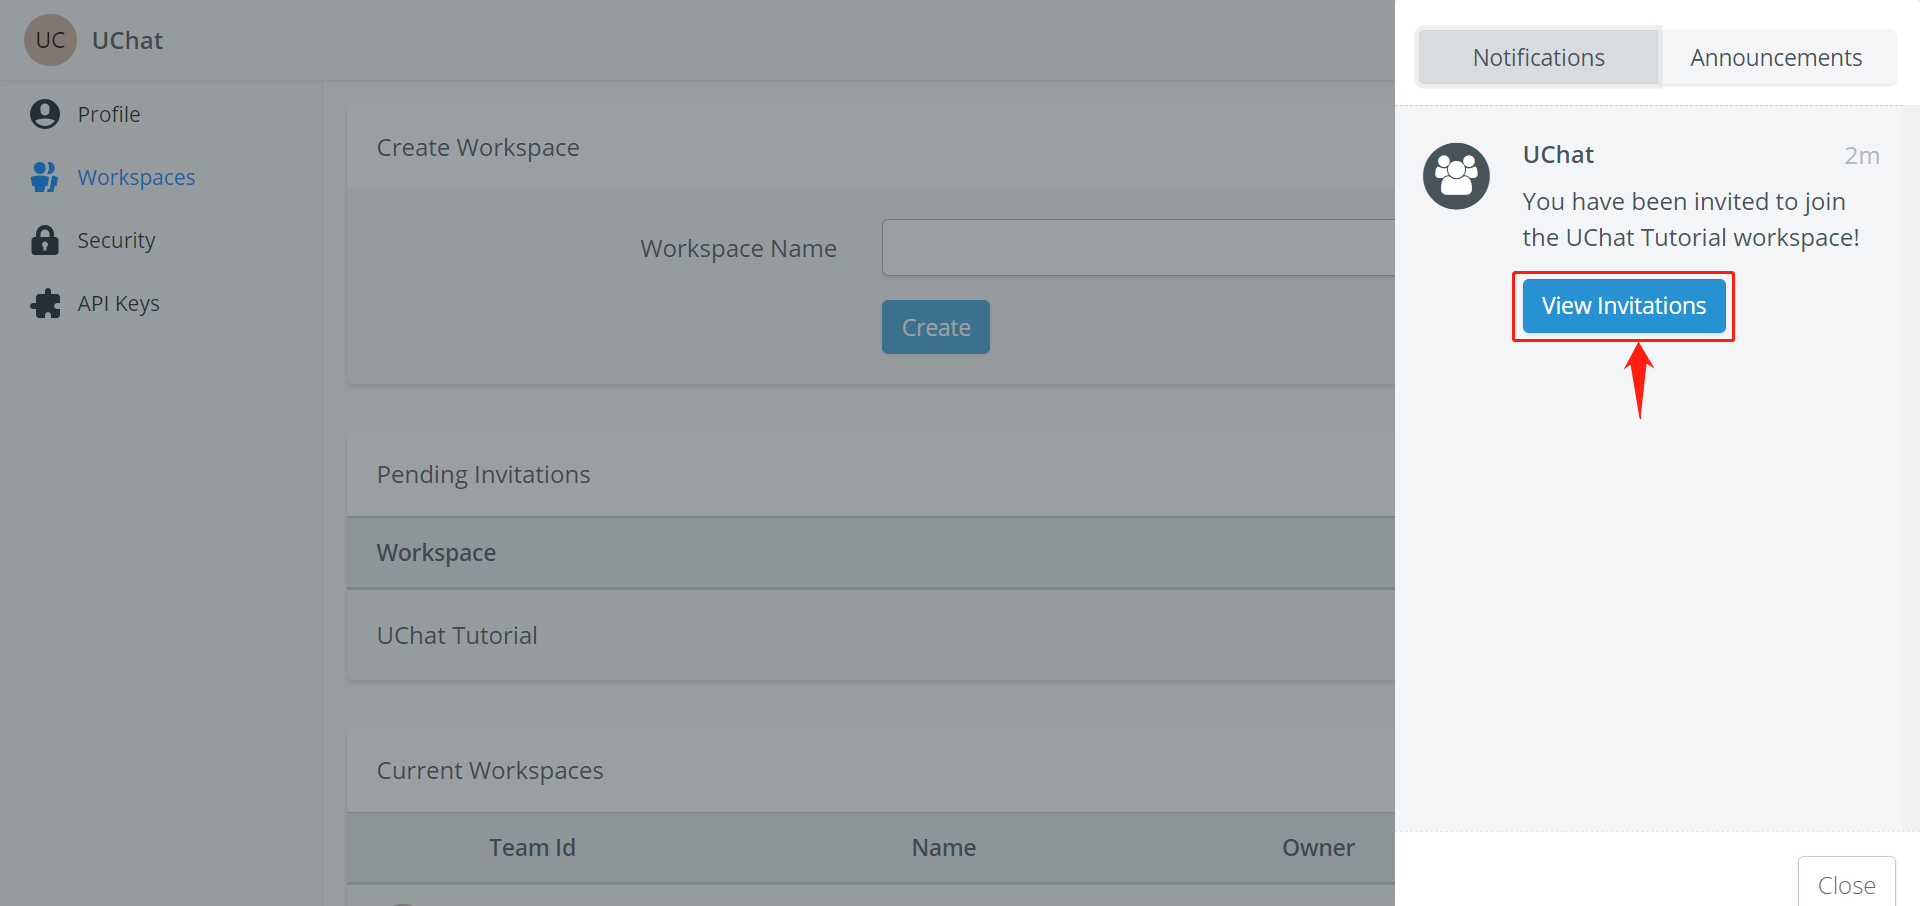 UC UChat
Profile
Workspaces
Security
API Keys
Create Workspace
Workspace Name
Create
Pending Invitations
Workspace
UChat Tutorial
Current Workspaces
Team Id Name Owner
Notifications Announcements
UChat 2m
You have been invited to join
the UChat Tutorial workspace!
View Invitations
Close